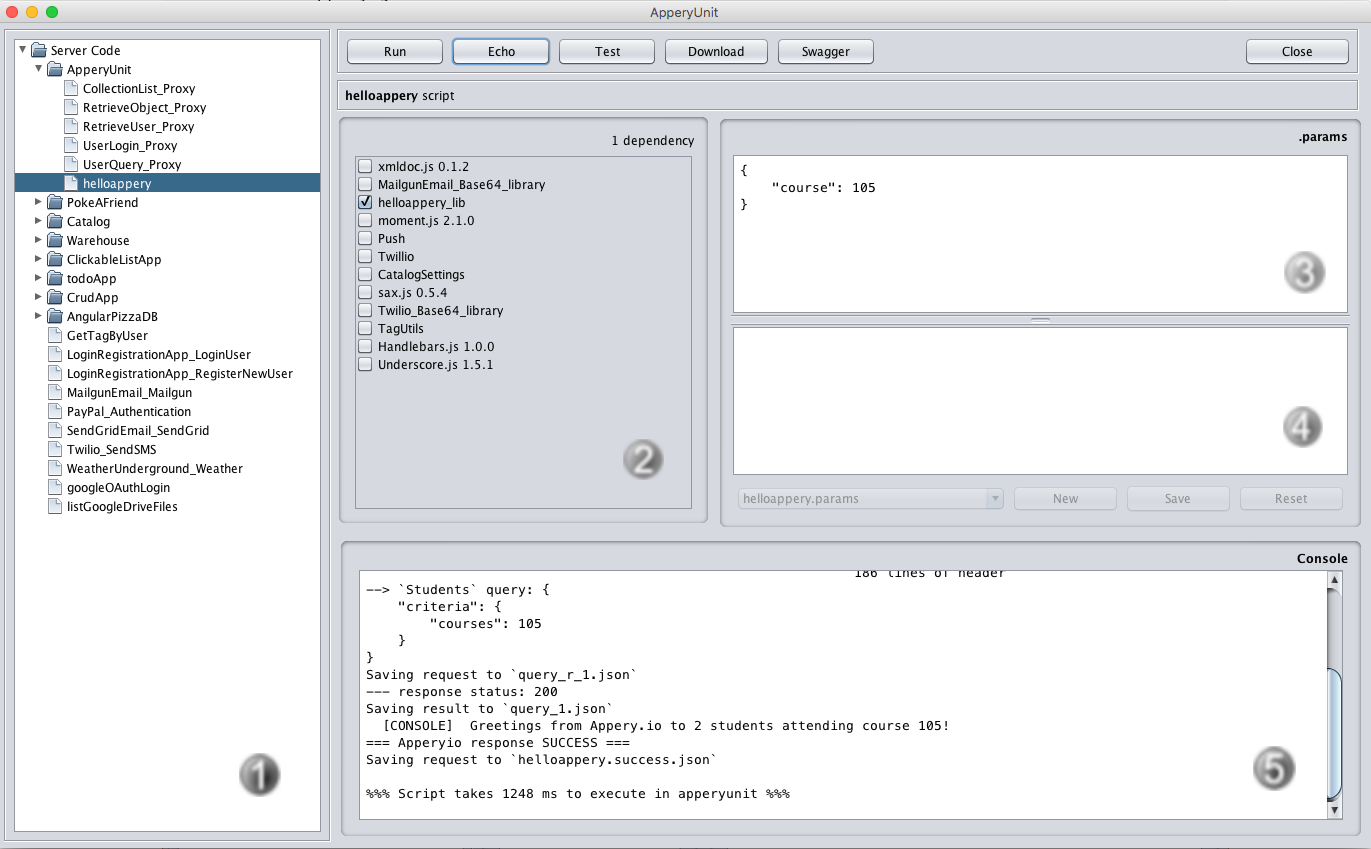 ApperyUnit
Server Code
ApperyUnit
CollectionList_Proxy
RetrieveObject_Proxy
RetrieveUser_Proxy
UserLogin_Proxy
UserQuery_Proxy
helloappery
PokeAFriend
Catalog
Warehouse
ClickableListApp
todoApp
CrudApp
AngularPizzaDB
GetTagByUser
LoginRegistrationApp_LoginUser
LoginRegistrationApp_RegisterNewUser
MailgunEmail_Mailgun
PayPal_Authentication
SendGridEmail_SendGrid
Twilio_SendSMS
WeatherUnderground_Weather
googleOAuthLogin
listGoogleDriveFiles
1
Run Echo Test Download Swagger Close
helloappery script
1 dependency
xmldoc.js 0.1.2
MailgunEmail_Base64_library
helloappery_lib
moment.js 2.1.0
Push
Twillio
CatalogSettings
sax.js 0.5.4
Twilio_Base64_library
TagUtils
Handlebars.js 1.0.0
Underscore.js 1.5.1
2
.params
{
"course": 105
}
3
4
helloappery.params New Save Reset
Console
186 lines of header
--> `Students` query: {
"criteria": {
"courses": 105
}
}
Saving request to `query_r_1.json`
--- response status: 200
Saving result to `query_1.json`
[CONSOLE]  Greetings from Appery.io to 2 students attending course 105!
=== Apperyio response SUCCESS ===
Saving request to `helloappery.success.json`
%%% Script takes 1248 ms to execute in apperyunit %%%
5